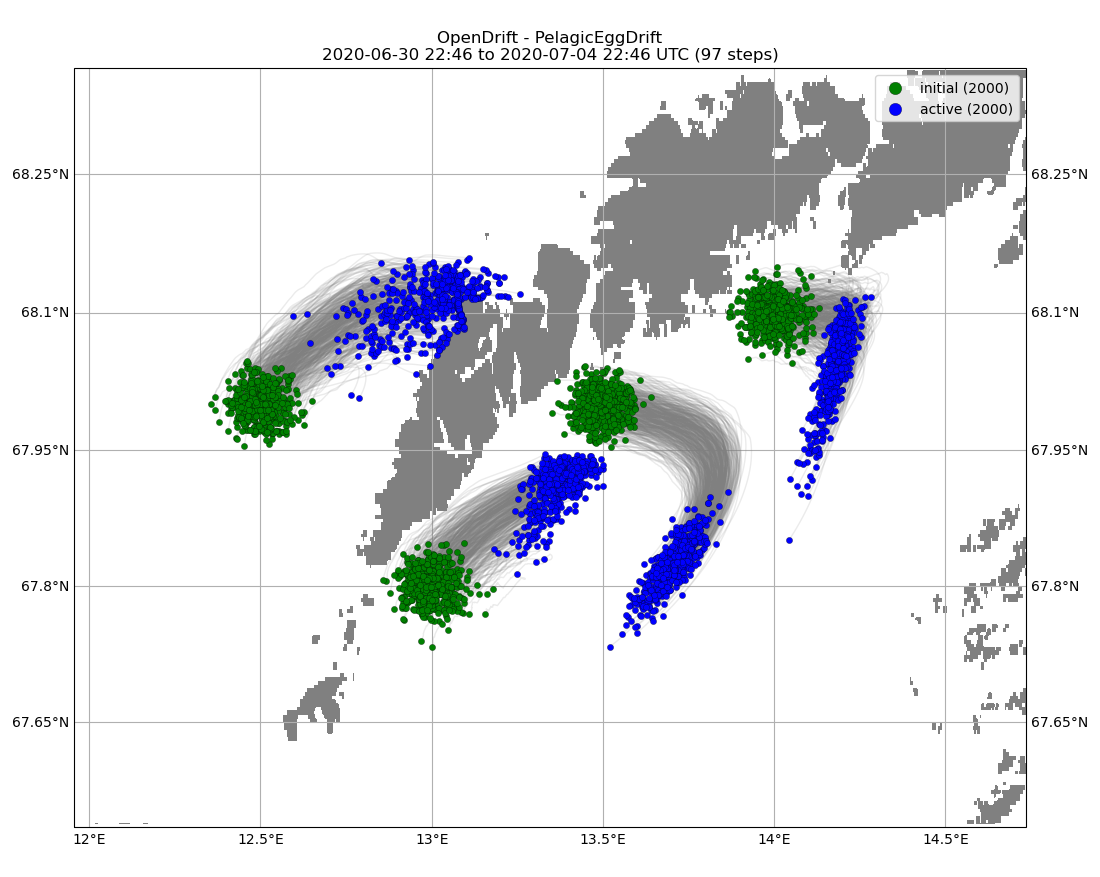 OpenDrift - PelagicEggDrift
2020-06-30 22:46 to 2020-07-04 22:46 UTC (97 steps)
initial (2000)
active (2000)
68.25°N
68.25°N
68.1°N
68.1°N
67.95°N
67.95°N
67.8°N
67.8°N
67.65°N
67.65°N
12°E
12.5°E
13°E
13.5°E
14°E
14.5°E